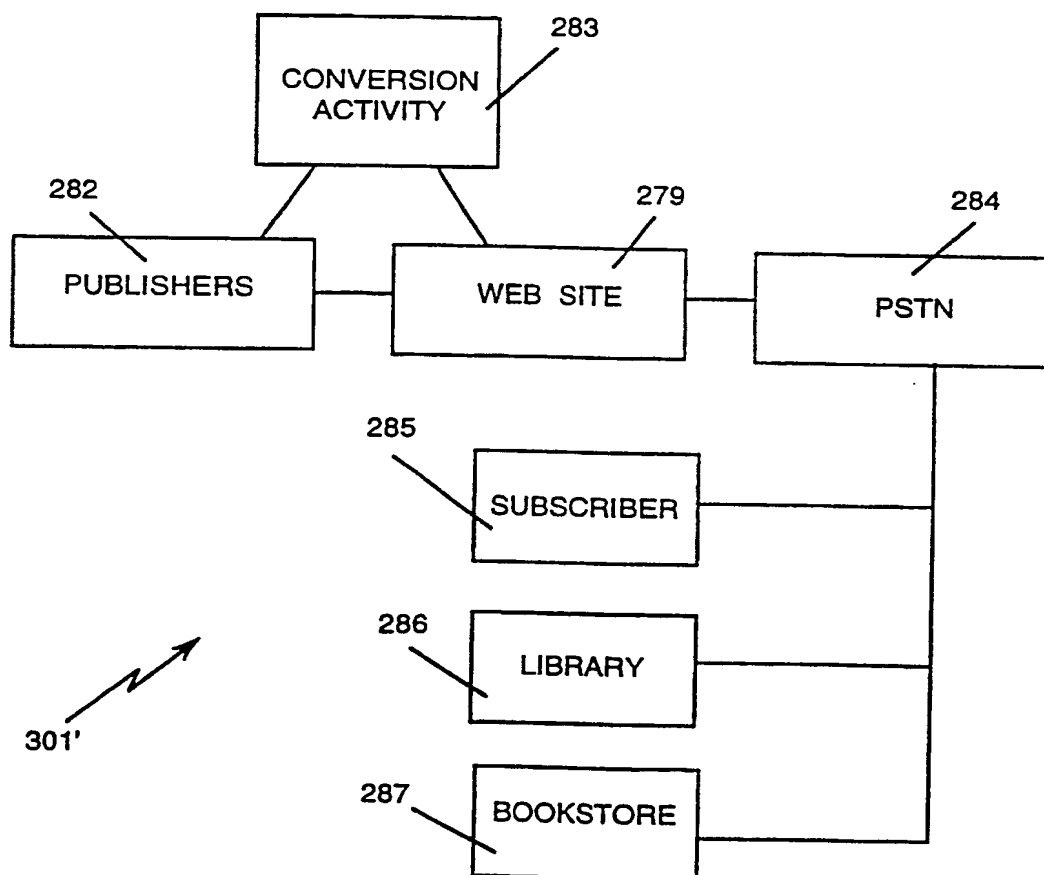 283
CONVERSION
ACTIVITY
282
279
284
PUBLISHERS
WEB SITE
PSTN
285
SUBSCRIBER
286
LIBRARY
301'
287
BOOKSTORE